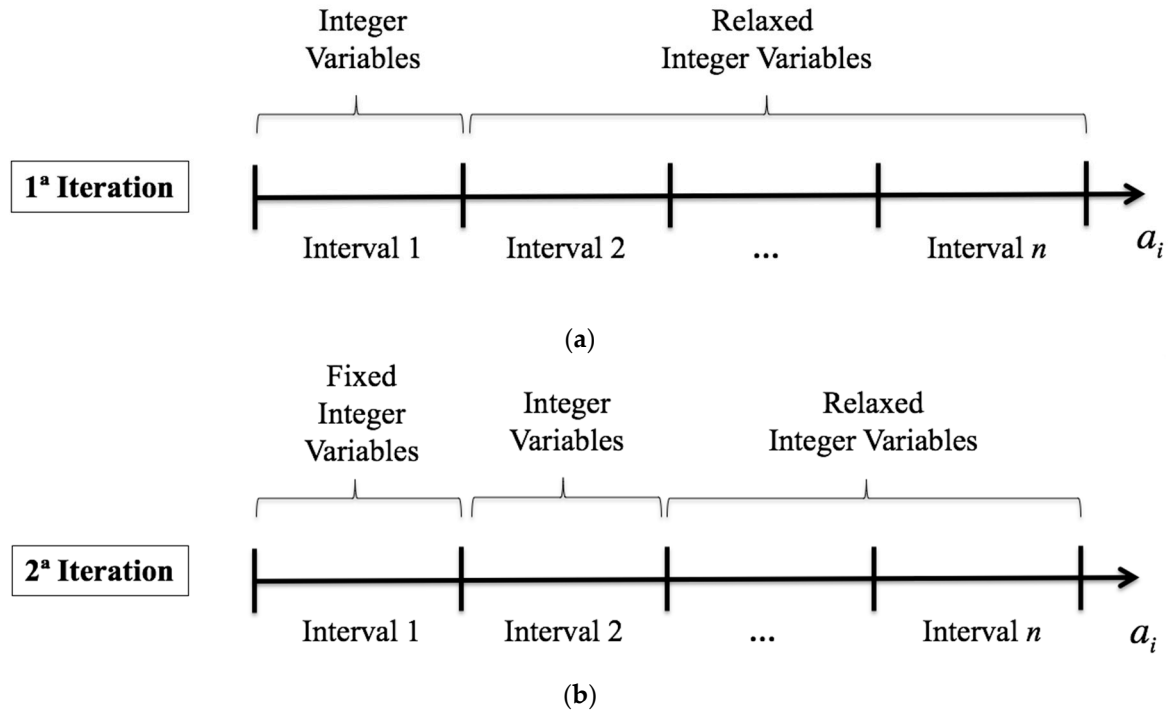 Integer
Variables
Relaxed
Integer Variables
1ª Iteration
Interval 1
Interval 2
...
Interval n
a_i
(a)
Fixed
Integer
Variables
Integer
Variables
Relaxed
Integer Variables
2ª Iteration
Interval 1
Interval 2
...
Interval n
a_i
(b)